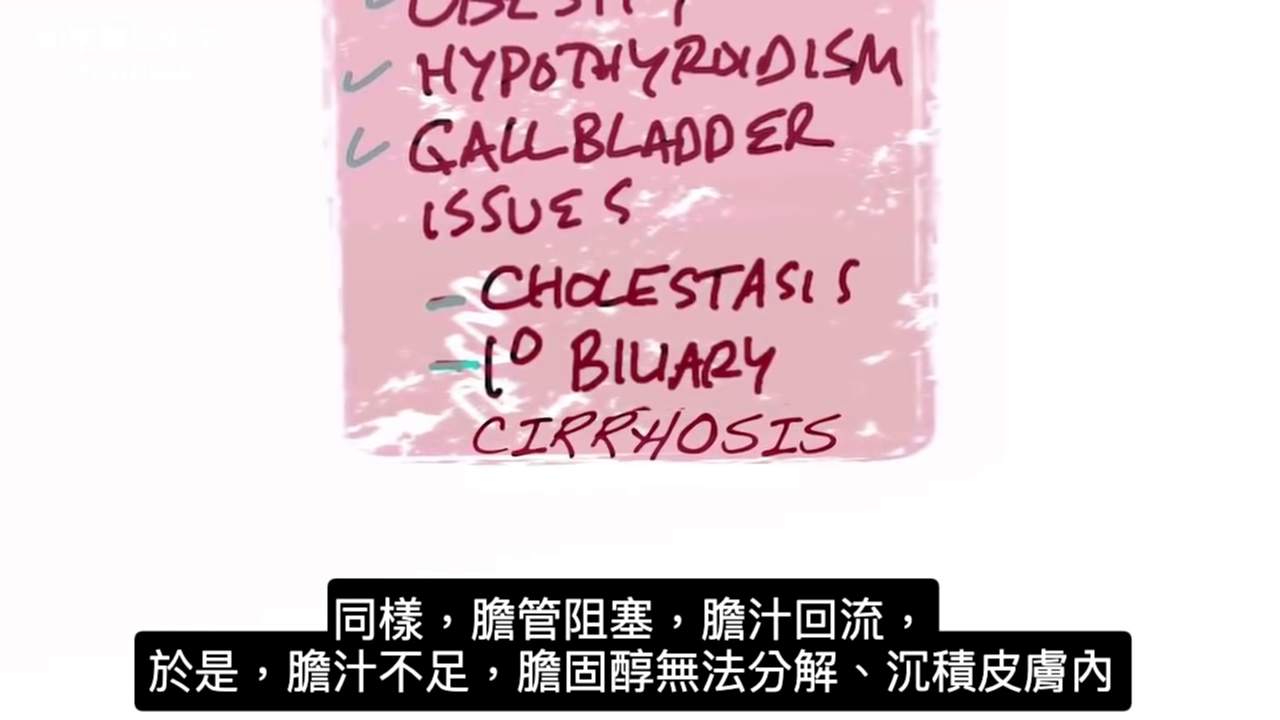 OBESITY
HYPOTHYROIDISM
GALLBLADDER
ISSUES
- CHOLESTASIS
- 1° BILIARY
CIRRHOSIS
同樣，膽管阻塞，膽汁回流，
於是，膽汁不足，膽固醇無法分解、沉積皮膚內